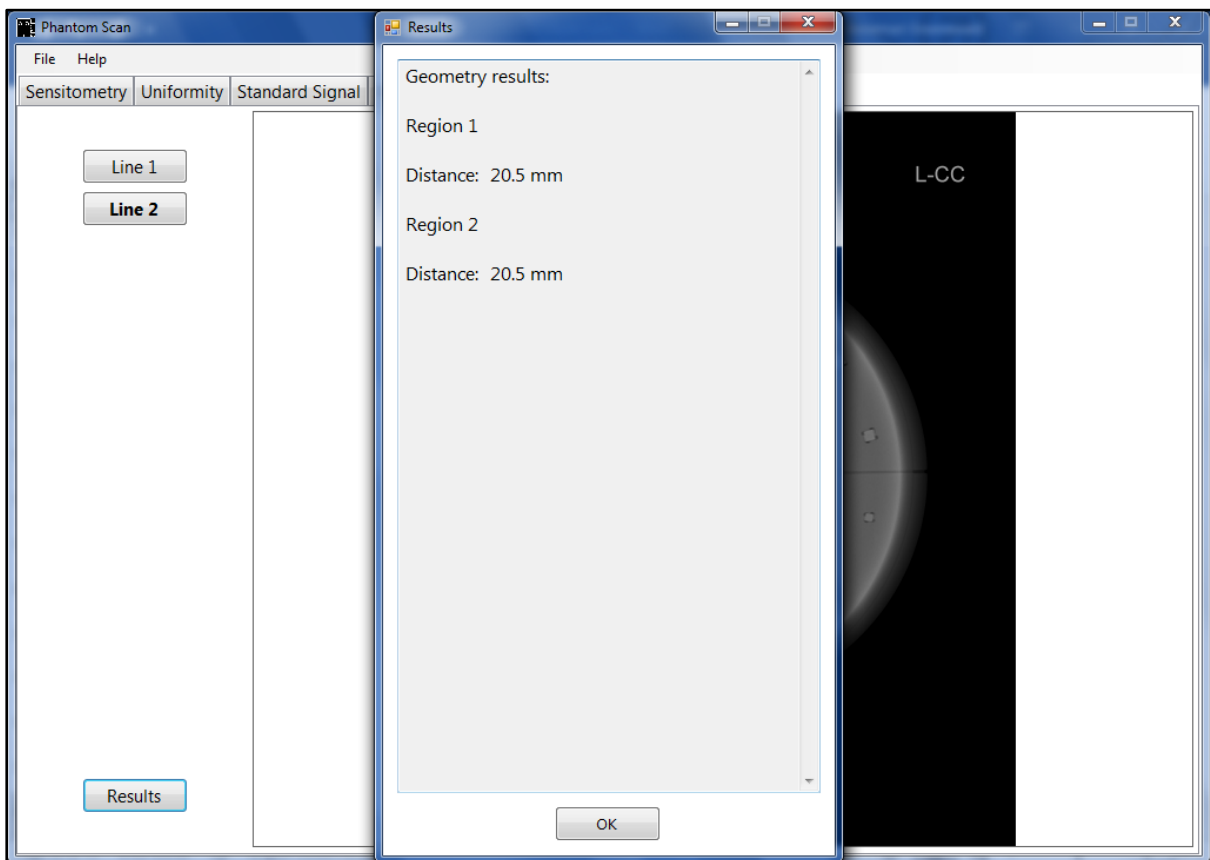 Phantom Scan
File Help
Sensitometry Uniformity Standard Signal
Line 1
Line 2
Results
Results
Geometry results:
Region 1
Distance: 20.5 mm
Region 2
Distance: 20.5 mm
OK
L-CC